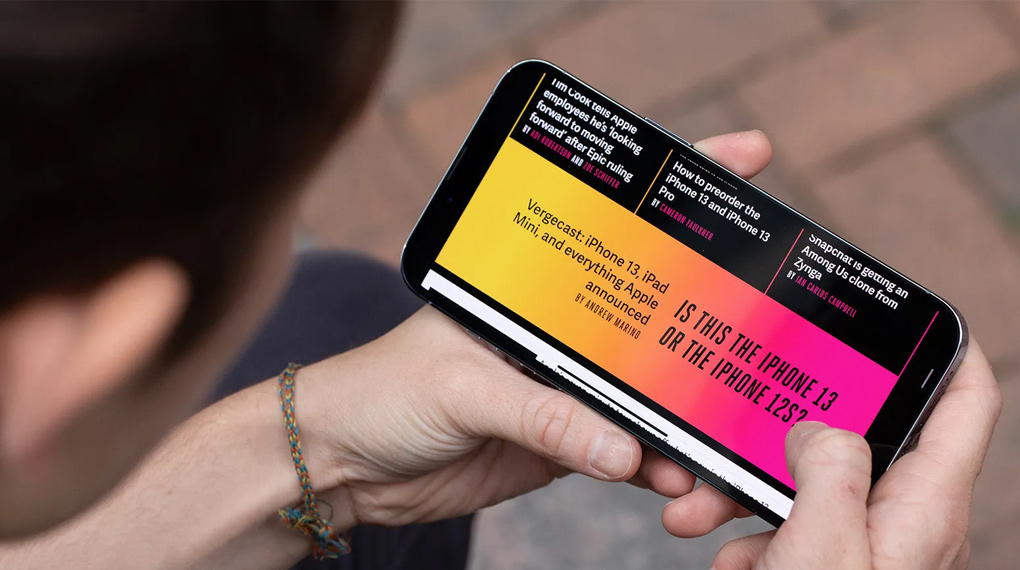 Tim Cook tells Apple
employees he's 'looking
forward to moving
forward' after Epic ruling
BY ADI ROBERTSON AND ZOE SCHIFFER
How to preorder the
iPhone 13 and iPhone 13
Pro
BY CAMERON FAULKNER
Snapchat is getting an
Among Us clone from
Zynga
BY IAN CARLOS CAMPBELL
Vergecast: iPhone 13, iPad
Mini, and everything Apple
announced
BY ANDREW MARINO
IS THIS THE IPHONE 13
OR THE IPHONE 12S?